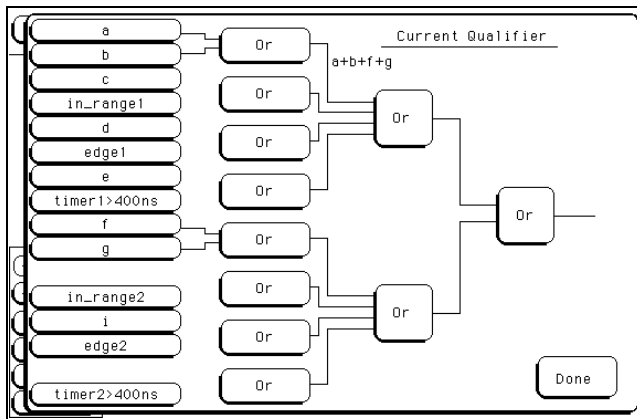 a
b
c
in_range1
d
edge1
e
timer1>400ns
f
g
in_range2
i
edge2
timer2>400ns
Or
Or
Or
Or
Or
Or
Or
Or
Current Qualifier
a+b+f+g
Or
Or
Or
Done